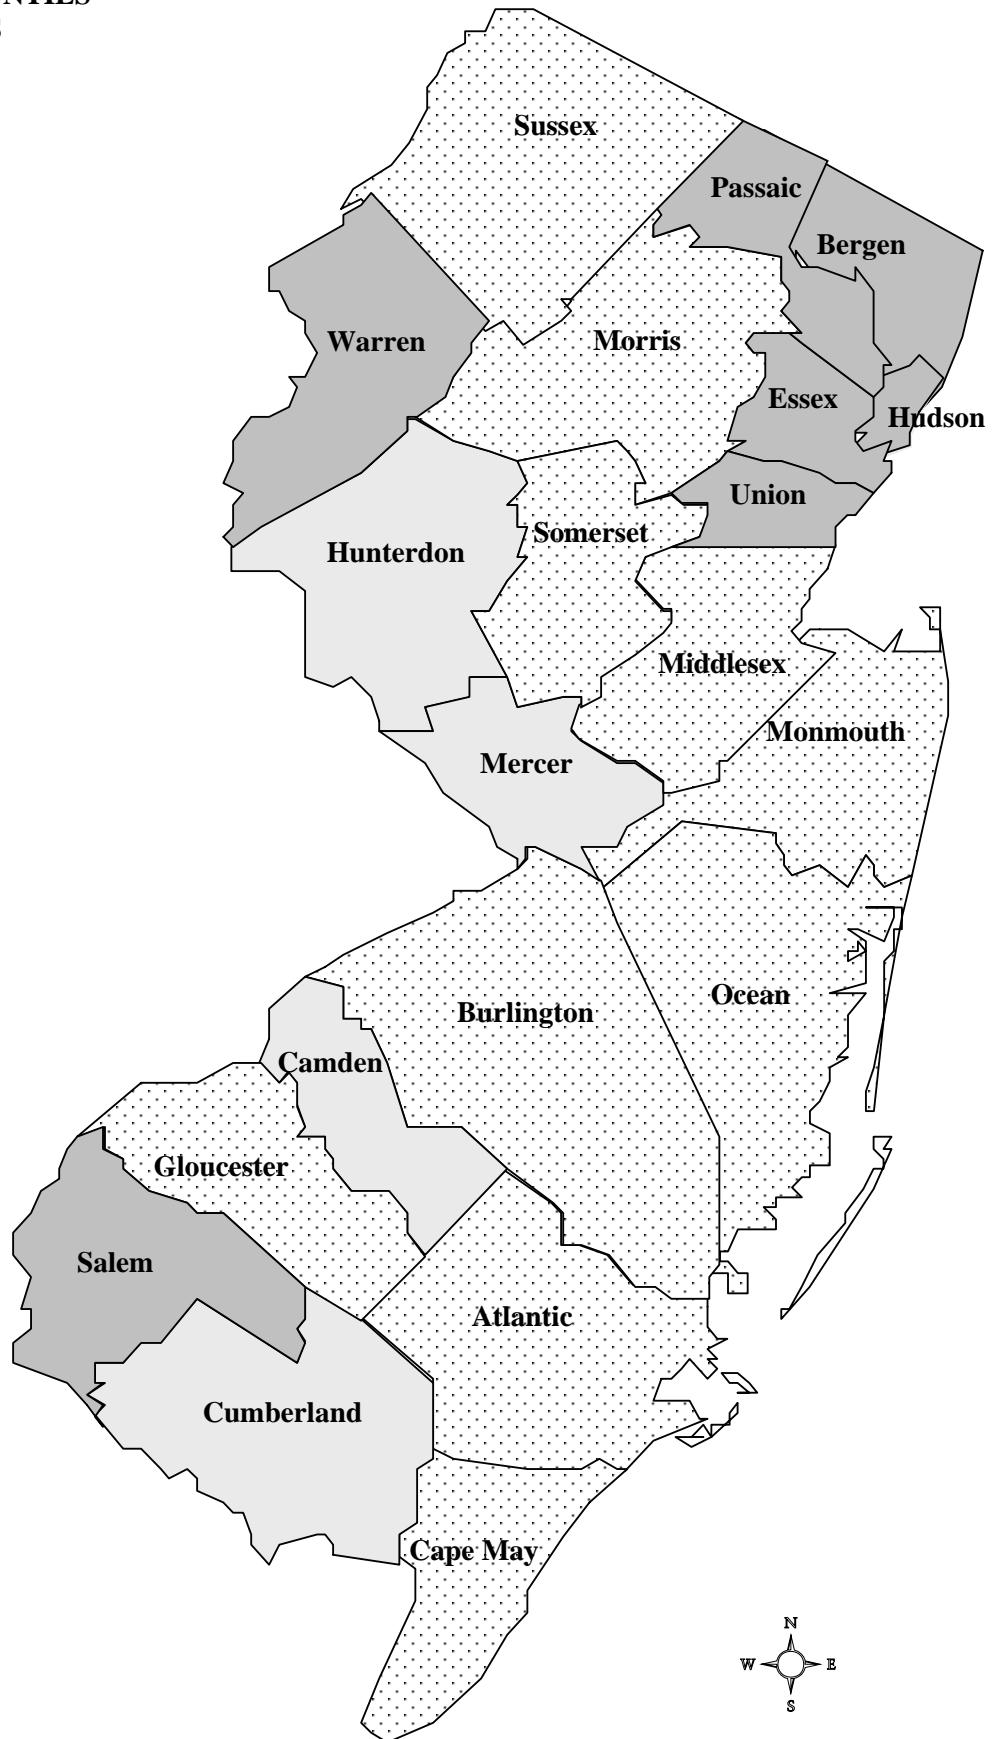 Sussex
Passaic
Bergen
Warren
Morris
Essex
Hudson
Union
Somerset
Hunterdon
Middlesex
Monmouth
Mercer
Ocean
Burlington
Camden
Gloucester
Salem
Atlantic
Cumberland
Cape May
N
W E
S